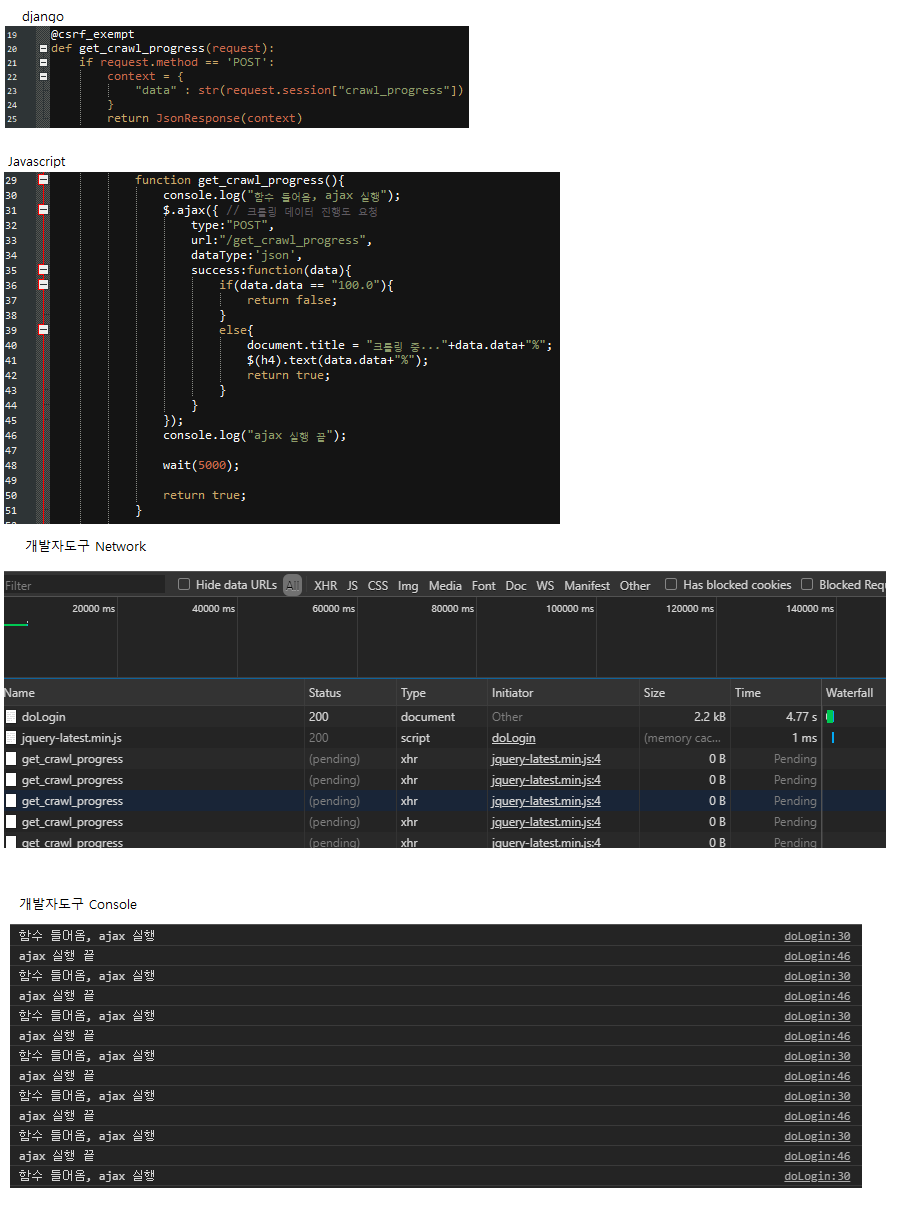 django
19 @csrf_exempt
20 def get_crawl_progress(request):
21 if request.method == 'POST':
22 context = {
23 "data" : str(request.session["crawl_progress"])
24 }
25 return JsonResponse(context)
Javascript
29 function get_crawl_progress(){
30 console.log("함수 들어옴, ajax 실행");
31 $.ajax({ // 크롤링 데이터 진행도 요청
32 type:"POST",
33 url:"/get_crawl_progress",
34 dataType:'json',
35 success:function(data){
36 if(data.data == "100.0"){
37 return false;
38 }
39 else{
40 document.title = "크롤링 중..."+data.data+"%";
41 $(h4).text(data.data+"%");
42 return true;
43 }
44 }
45 });
46 console.log("ajax 실행 끝");
47
48 wait(5000);
49
50 return true;
51 }
개발자도구 Network
Filter Hide data URLs All XHR JS CSS Img Media Font Doc WS Manifest Other Has blocked cookies Blocked Requ
20000 ms 40000 ms 60000 ms 80000 ms 100000 ms 120000 ms 140000 ms
Name Status Type Initiator Size Time Waterfall
doLogin 200 document Other 2.2 kB 4.77 s
jquery-latest.min.js 200 script doLogin (memory cac... 1 ms
get_crawl_progress (pending) xhr jquery-latest.min.js:4 0 B Pending
get_crawl_progress (pending) xhr jquery-latest.min.js:4 0 B Pending
get_crawl_progress (pending) xhr jquery-latest.min.js:4 0 B Pending
get_crawl_progress (pending) xhr jquery-latest.min.js:4 0 B Pending
get_crawl_progress (pending) xhr jquery-latest.min.js:4 0 B Pending
개발자도구 Console
함수 들어옴, ajax 실행 doLogin:30
ajax 실행 끝 doLogin:46
함수 들어옴, ajax 실행 doLogin:30
ajax 실행 끝 doLogin:46
함수 들어옴, ajax 실행 doLogin:30
ajax 실행 끝 doLogin:46
함수 들어옴, ajax 실행 doLogin:30
ajax 실행 끝 doLogin:46
함수 들어옴, ajax 실행 doLogin:30
ajax 실행 끝 doLogin:46
함수 들어옴, ajax 실행 doLogin:30
ajax 실행 끝 doLogin:46
함수 들어옴, ajax 실행 doLogin:30